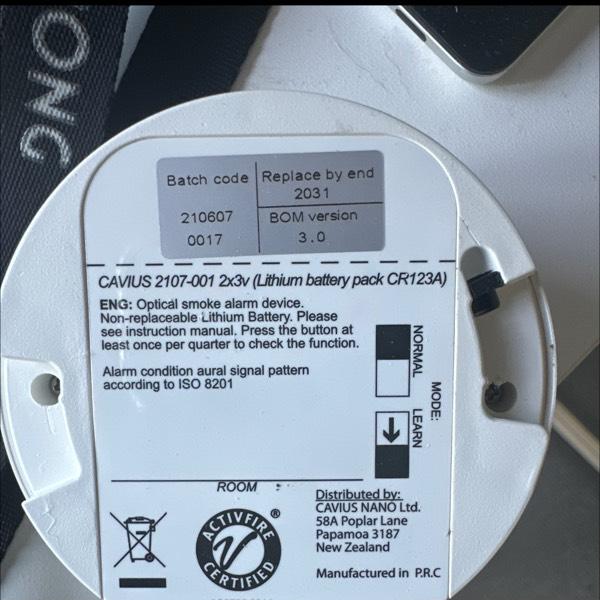 TONG
Batch code
210607
0017
Replace by end
2031
BOM version
3.0
CAVIUS 2107-001 2x3v (Lithium battery pack CR123A)
ENG: Optical smoke alarm device.
Non-replaceable Lithium Battery. Please
see instruction manual. Press the button at
least once per quarter to check the function.
Alarm condition aural signal pattern
according to ISO 8201
NORMAL
MODE:
LEARN
ROOM
ACTIVFIRE
CERTIFIED
®
Distributed by:
CAVIUS NANO Ltd.
58A Poplar Lane
Papamoa 3187
New Zealand
Manufactured in P.R.C